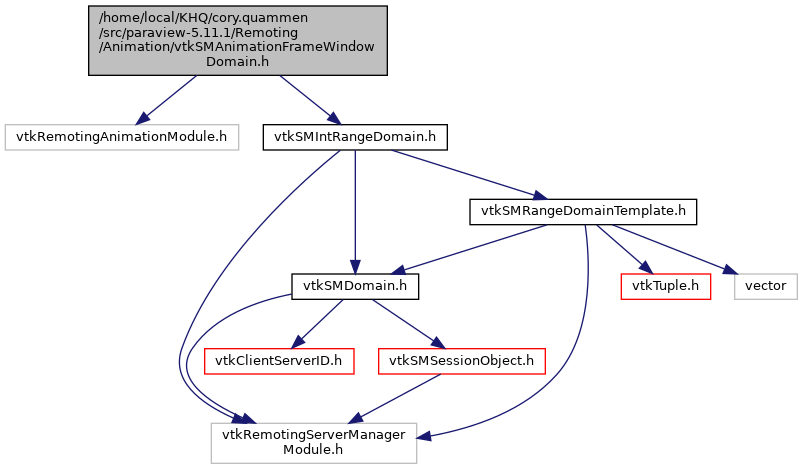 /home/local/KHQ/cory.quammen
/src/paraview-5.11.1/Remoting
/Animation/vtkSMAnimationFrameWindow
Domain.h
vtkRemotingAnimationModule.h
vtkSMIntRangeDomain.h
vtkSMRangeDomainTemplate.h
vtkSMDomain.h
vtkTuple.h
vector
vtkClientServerID.h
vtkSMSessionObject.h
vtkRemotingServerManager
Module.h